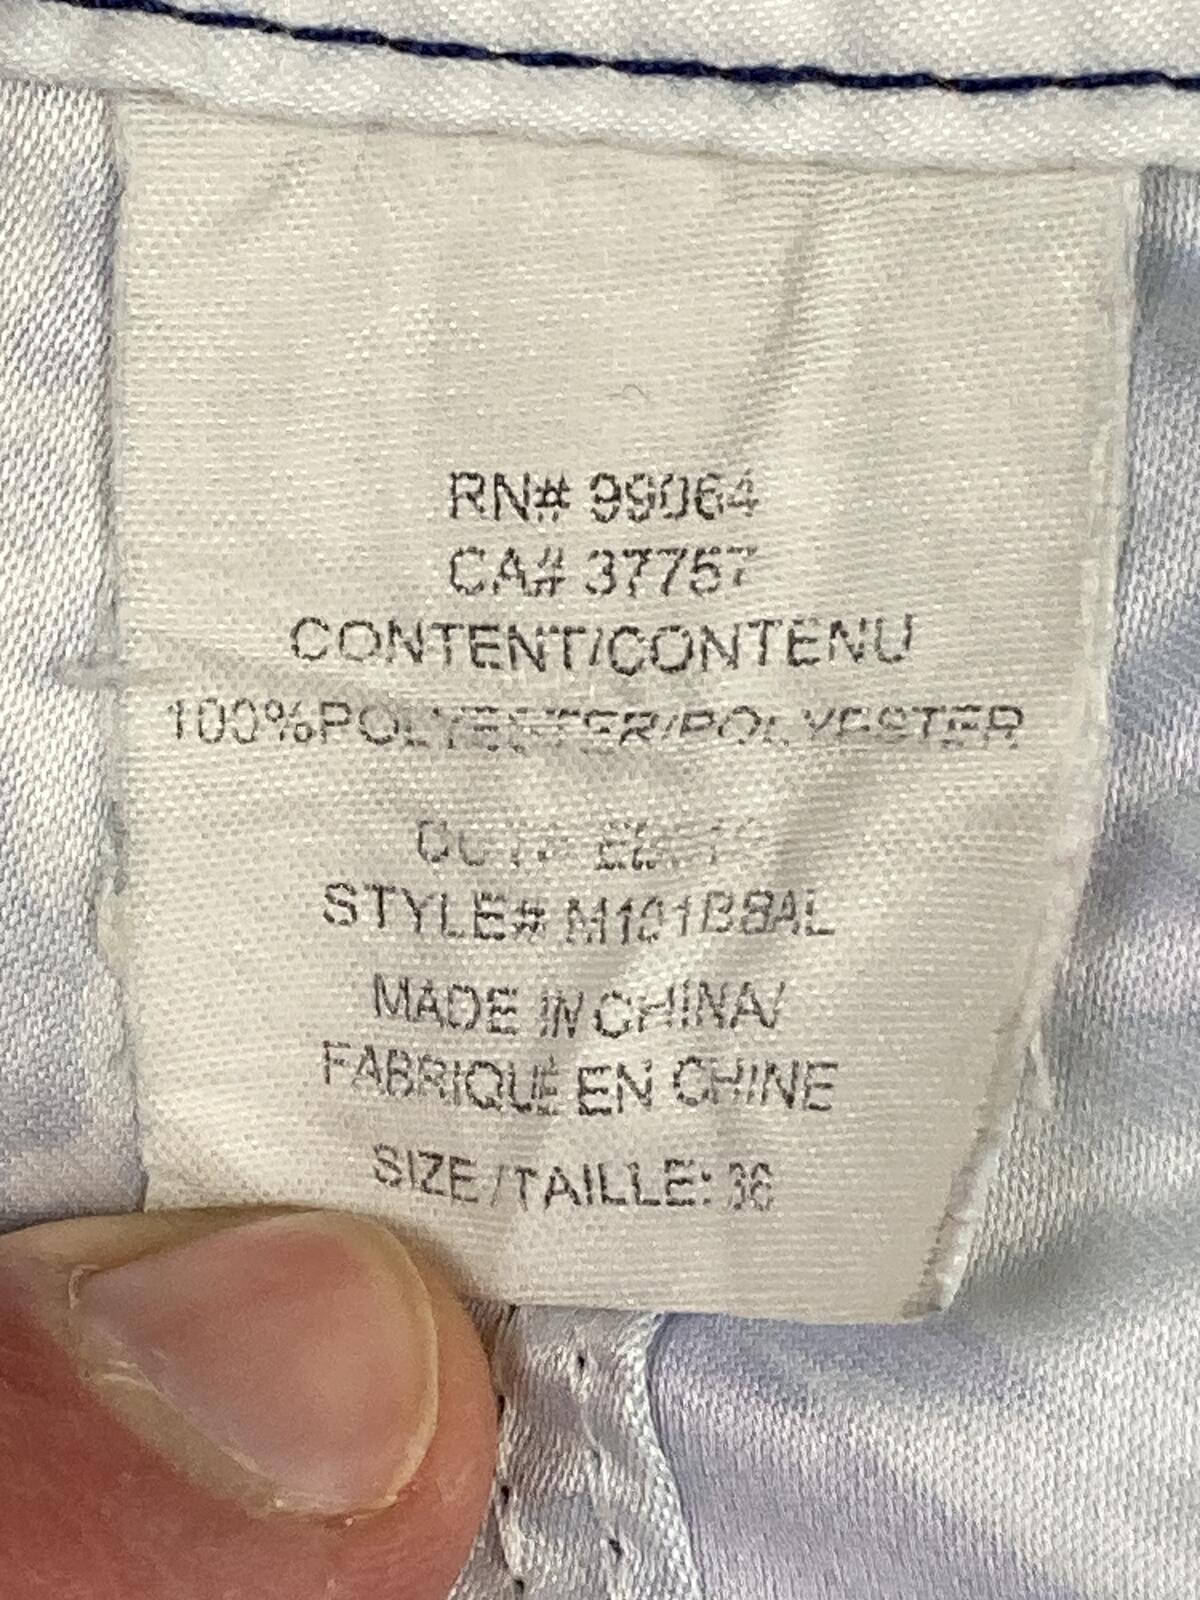 RN# 99064
CA# 37757
CONTENT/CONTENU
100%POLYESTER/POLYESTER
STYLE# M101BBAL
MADE IN CHINA/
FABRIQUE EN CHINE
SIZE/TAILLE: 36